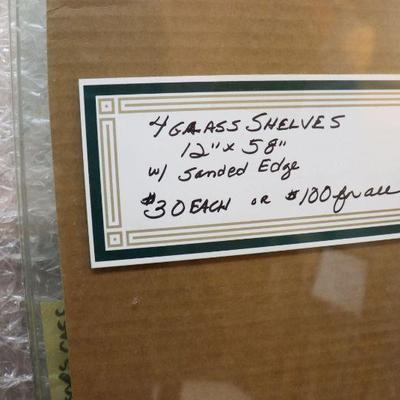 4 GLASS SHELVES
12" x 58"
w/ Sanded Edge
$30 EACH OR $100 for all